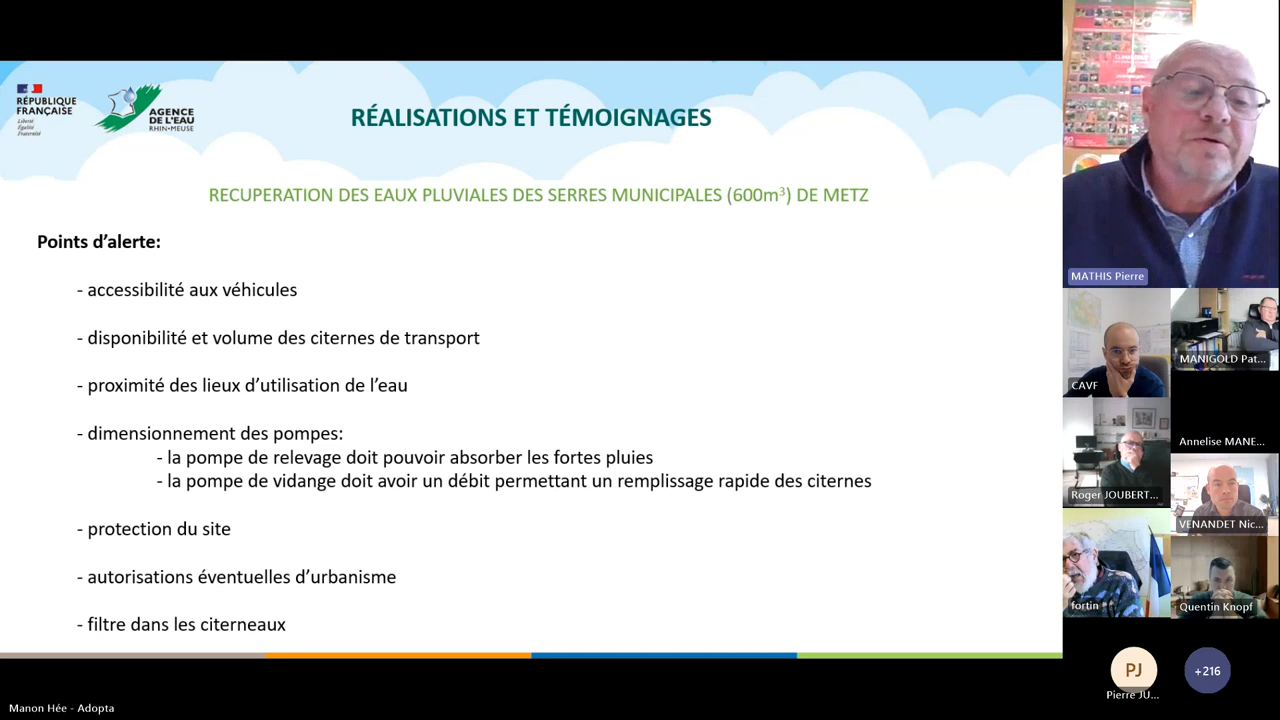 RÉPUBLIQUE
FRANÇAISE
Liberté
Égalité
Fraternité
AGENCE
DE L'EAU
RHIN•MEUSE
RÉALISATIONS ET TÉMOIGNAGES
RECUPERATION DES EAUX PLUVIALES DES SERRES MUNICIPALES (600m³) DE METZ
Points d'alerte:
- accessibilité aux véhicules
- disponibilité et volume des citernes de transport
- proximité des lieux d'utilisation de l'eau
- dimensionnement des pompes:
- la pompe de relevage doit pouvoir absorber les fortes pluies
- la pompe de vidange doit avoir un débit permettant un remplissage rapide des citernes
- protection du site
- autorisations éventuelles d'urbanisme
- filtre dans les citerneaux
MATHIS Pierre
CAVF
MANIGOLD Pat...
Annelise MANE...
Roger JOUBERT...
VENANDET Nic...
fortin
Quentin Knopf
PJ
Pierre JU...
+216
Manon Hée - Adopta